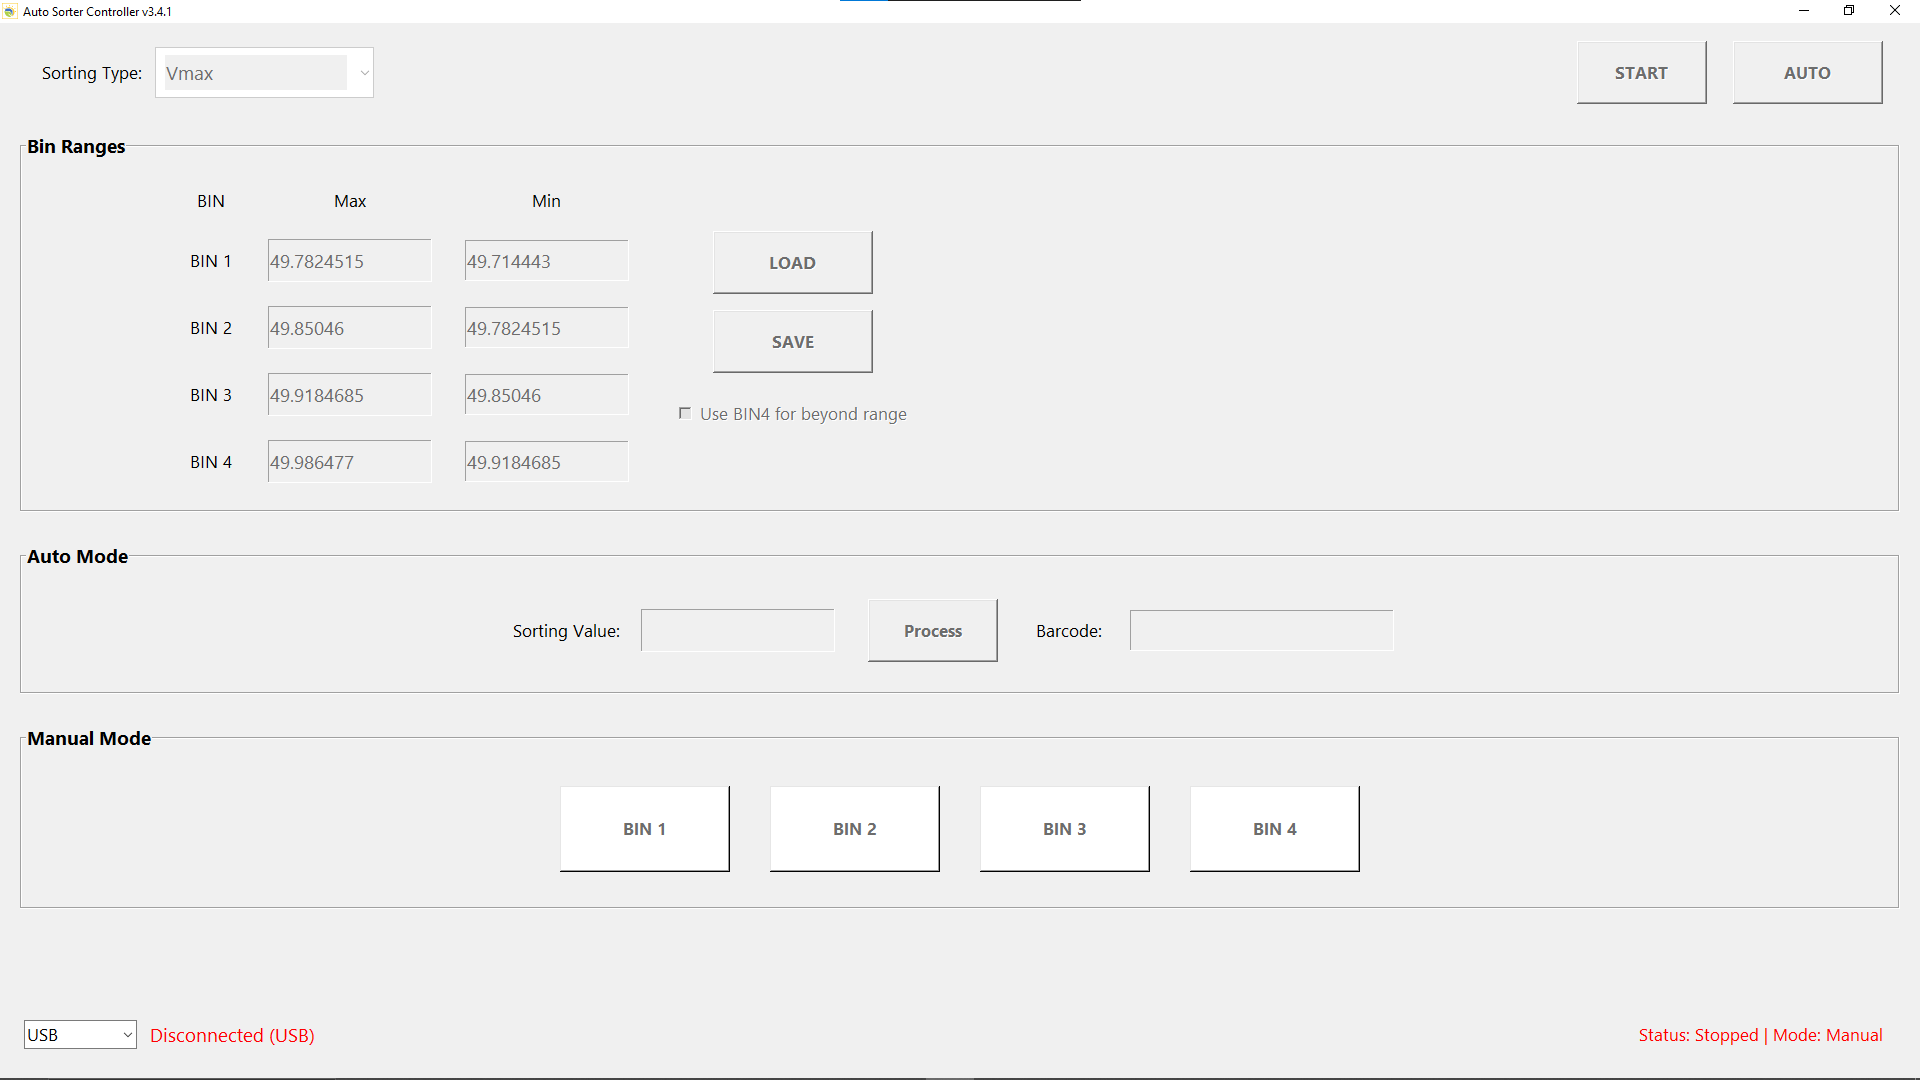 Auto Sorter Controller v3.4.1
Sorting Type: Vmax START AUTO
Bin Ranges
BIN Max Min
BIN 1 49.7824515 49.714443 LOAD
BIN 2 49.85046 49.7824515 SAVE
BIN 3 49.9184685 49.85046 Use BIN4 for beyond range
BIN 4 49.986477 49.9184685
Auto Mode
Sorting Value: Process Barcode:
Manual Mode
BIN 1 BIN 2 BIN 3 BIN 4
USB Disconnected (USB) Status: Stopped | Mode: Manual